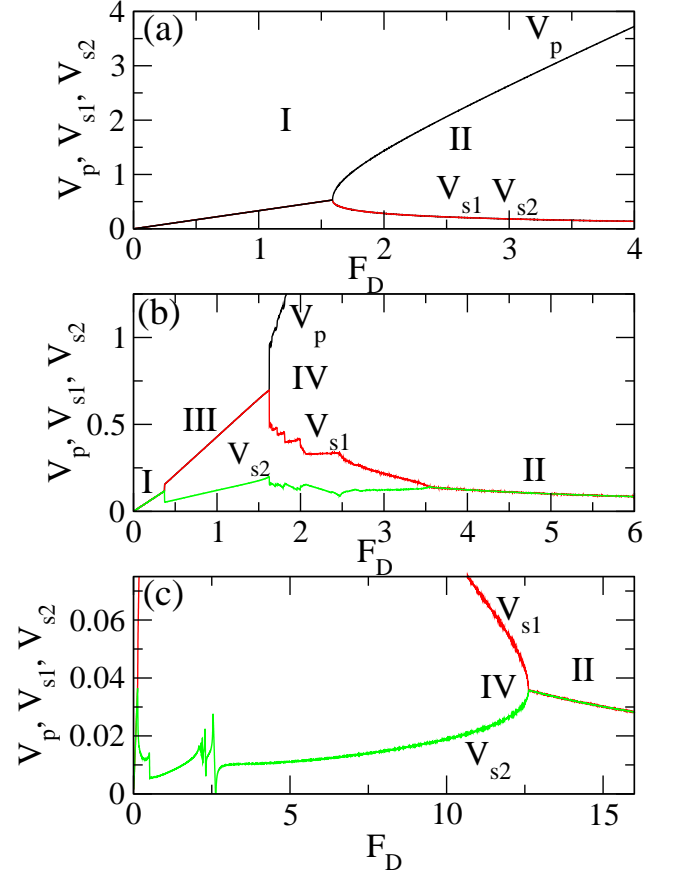 (a)
4
3
2
1
0
V_p, V_s1, V_s2
I
V_p
II
V_s1 V_s2
0 1 2 3 4
F_D
(b)
1
0.5
0
V_p, V_s1, V_s2
V_p
IV
III
V_s1
V_s2
I
II
0 1 2 3 4 5 6
F_D
(c)
0.06
0.04
0.02
0
V_p, V_s1, V_s2
V_s1
IV
II
V_s2
0 5 10 15
F_D